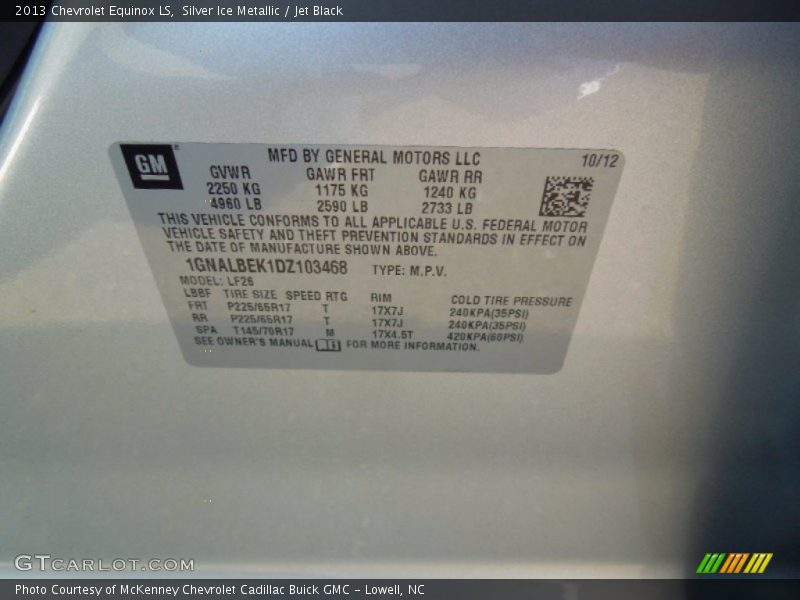 2013 Chevrolet Equinox LS,  Silver Ice Metallic / Jet Black
GM
MFD BY GENERAL MOTORS LLC 10/12
GVWR GAWR FRT GAWR RR
2250 KG 1175 KG 1240 KG
4960 LB 2590 LB 2733 LB
THIS VEHICLE CONFORMS TO ALL APPLICABLE U.S. FEDERAL MOTOR
VEHICLE SAFETY AND THEFT PREVENTION STANDARDS IN EFFECT ON
THE DATE OF MANUFACTURE SHOWN ABOVE.
1GNALBEK1DZ103468 TYPE: M.P.V.
MODEL: LF26
LBBF TIRE SIZE SPEED RTG RIM COLD TIRE PRESSURE
FRT P225/65R17 T 17X7J 240KPA(35PSI)
RR P225/65R17 T 17X7J 240KPA(35PSI)
SPA T145/70R17 M 17X4.5T 420KPA(60PSI)
SEE OWNER'S MANUAL FOR MORE INFORMATION.
GTCARLOT.COM
Photo Courtesy of McKenney Chevrolet Cadillac Buick GMC - Lowell, NC